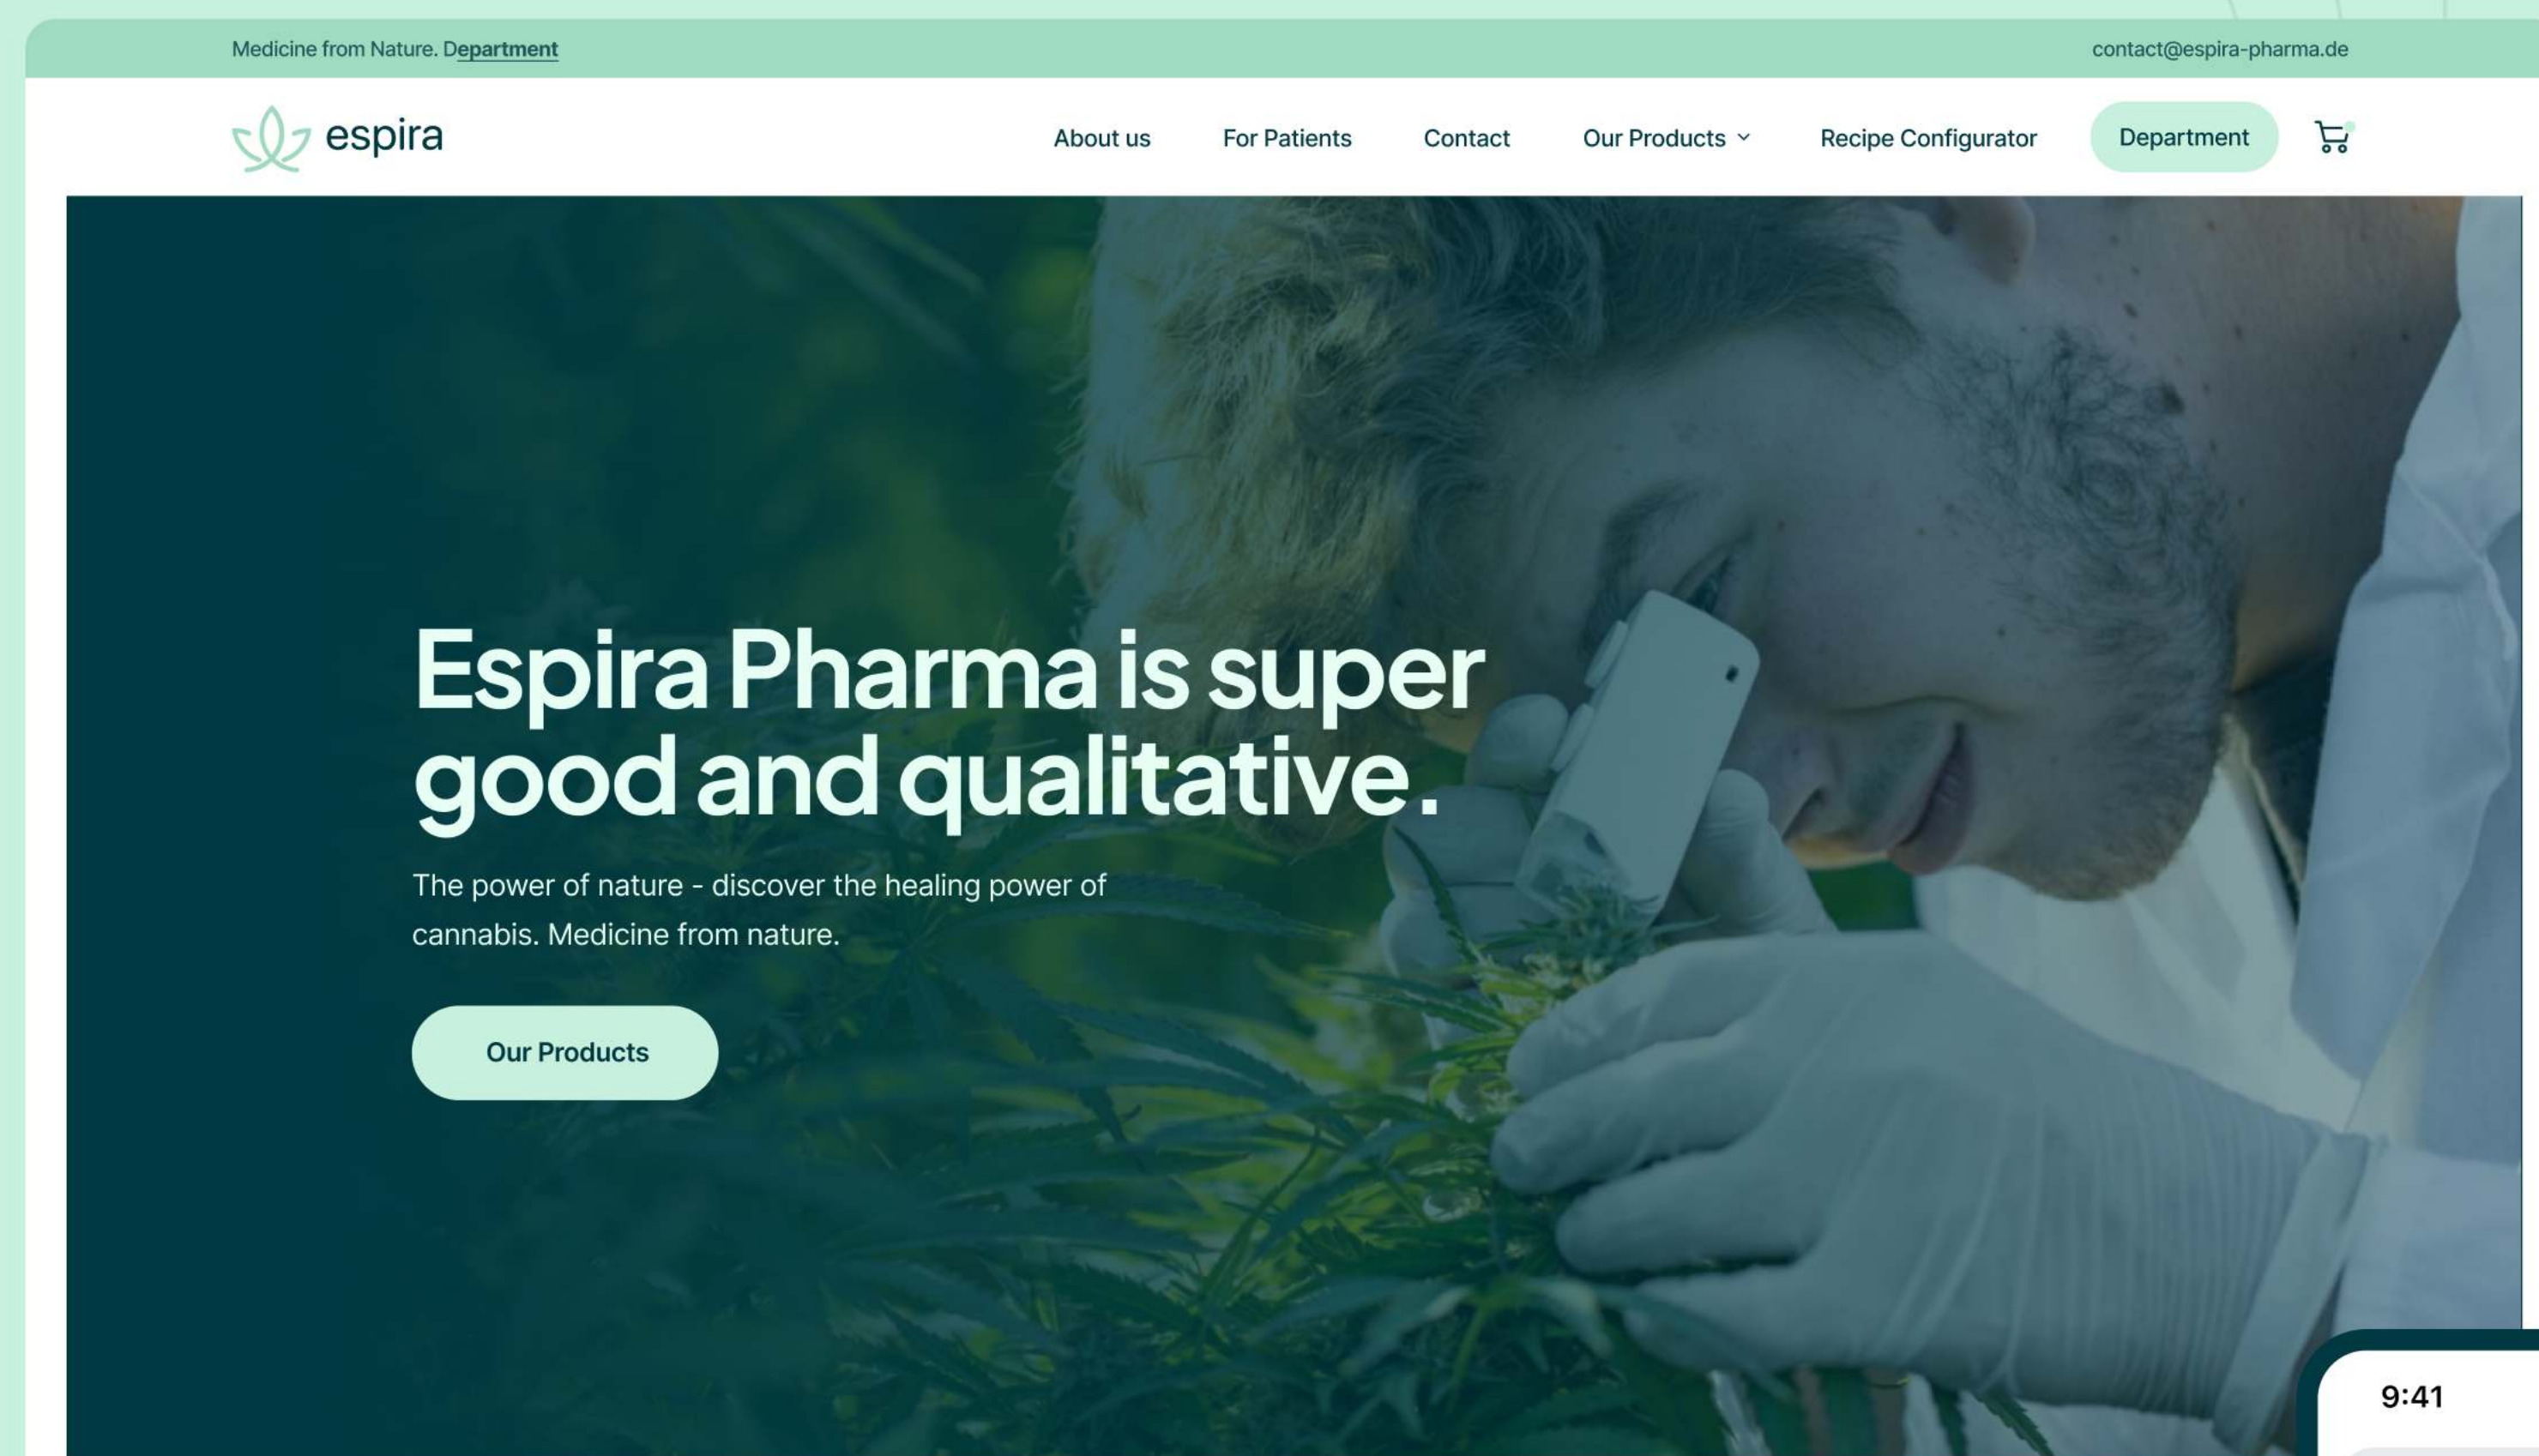 Medicine from Nature. Department
contact@espira-pharma.de
espira
About us
For Patients
Contact
Our Products
Recipe Configurator
Department
Espira Pharma is super
good and qualitative.
The power of nature - discover the healing power of
cannabis. Medicine from nature.
Our Products
9:41